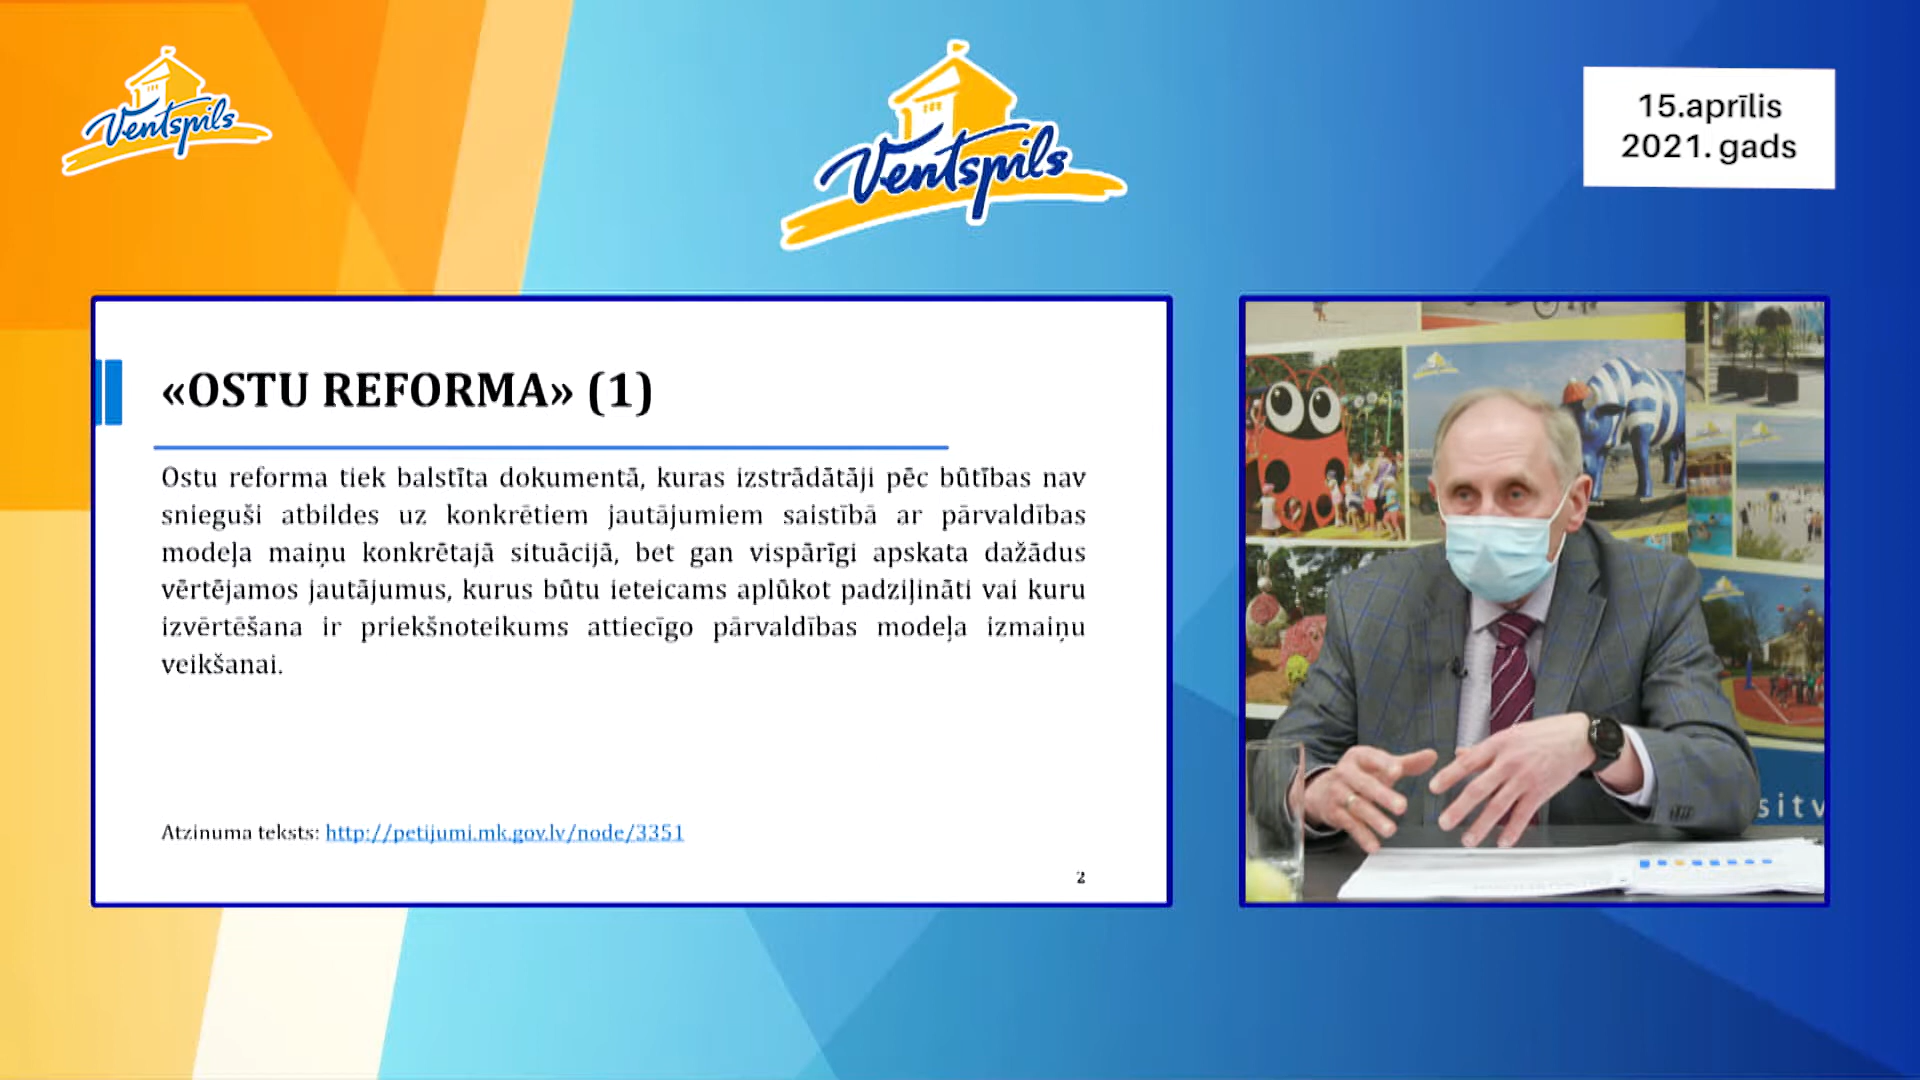 Ventspils
Ventspils
15.aprīlis
2021. gads
«OSTU REFORMA» (1)
Ostu reforma tiek balstīta dokumentā, kuras izstrādātāji pēc būtības nav
snieguši atbildes uz konkrētiem jautājumiem saistībā ar pārvaldības
modeļa maiņu konkrētajā situācijā, bet gan vispārīgi apskata dažādus
vērtējamos jautājumus, kurus būtu ieteicams aplūkot padziļināti vai kuru
izvērtēšana ir priekšnoteikums attiecīgo pārvaldības modeļa izmaiņu
veikšanai.
Atzinuma teksts: http://petijumi.mk.gov.lv/node/3351
2
sitv